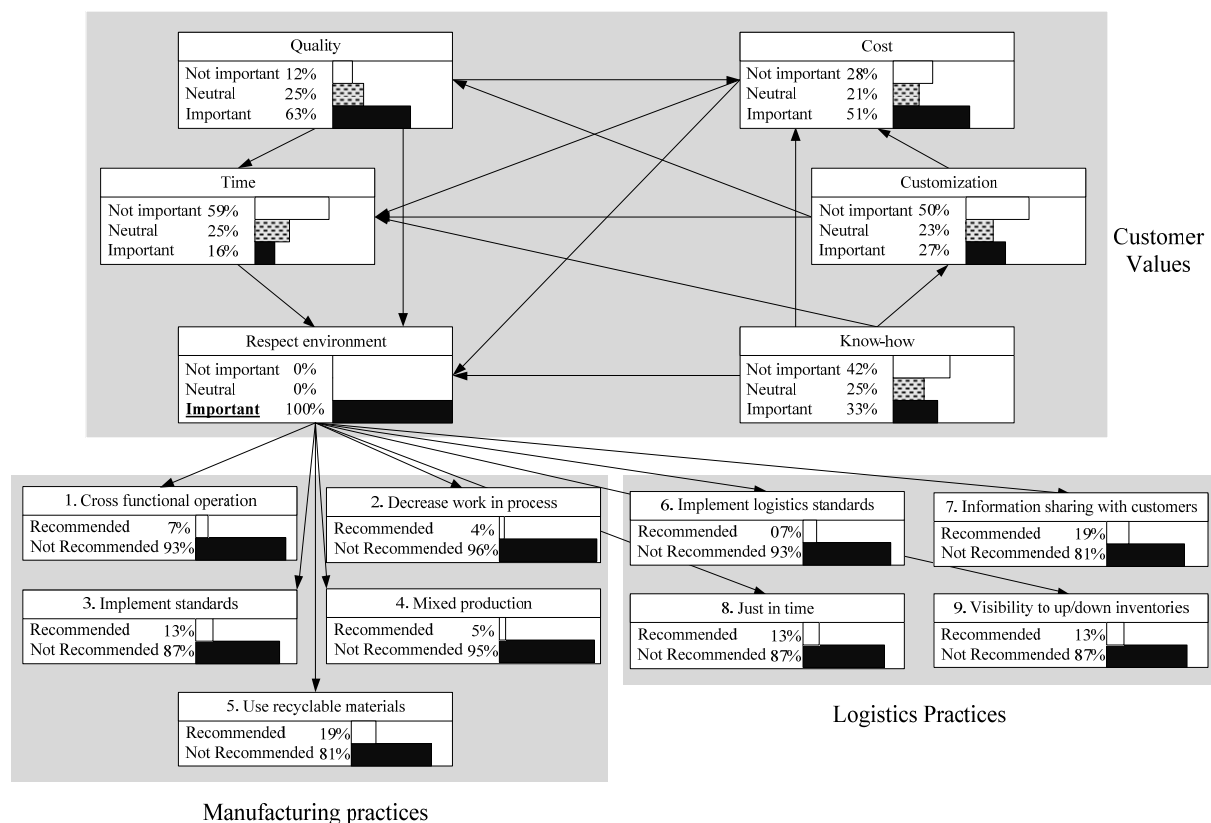 Quality
Not important 12%
Neutral 25%
Important 63%
Cost
Not important 28%
Neutral 21%
Important 51%
Time
Not important 59%
Neutral 25%
Important 16%
Customization
Not important 50%
Neutral 23%
Important 27%
Customer
Values
Respect environment
Not important 0%
Neutral 0%
Important 100%
Know-how
Not important 42%
Neutral 25%
Important 33%
1. Cross functional operation
Recommended 7%
Not Recommended 93%
2. Decrease work in process
Recommended 4%
Not Recommended 96%
3. Implement standards
Recommended 13%
Not Recommended 87%
4. Mixed production
Recommended 5%
Not Recommended 95%
5. Use recyclable materials
Recommended 19%
Not Recommended 81%
Manufacturing practices
6. Implement logistics standards
Recommended 07%
Not Recommended 93%
7. Information sharing with customers
Recommended 19%
Not Recommended 81%
8. Just in time
Recommended 13%
Not Recommended 87%
9. Visibility to up/down inventories
Recommended 13%
Not Recommended 87%
Logistics Practices